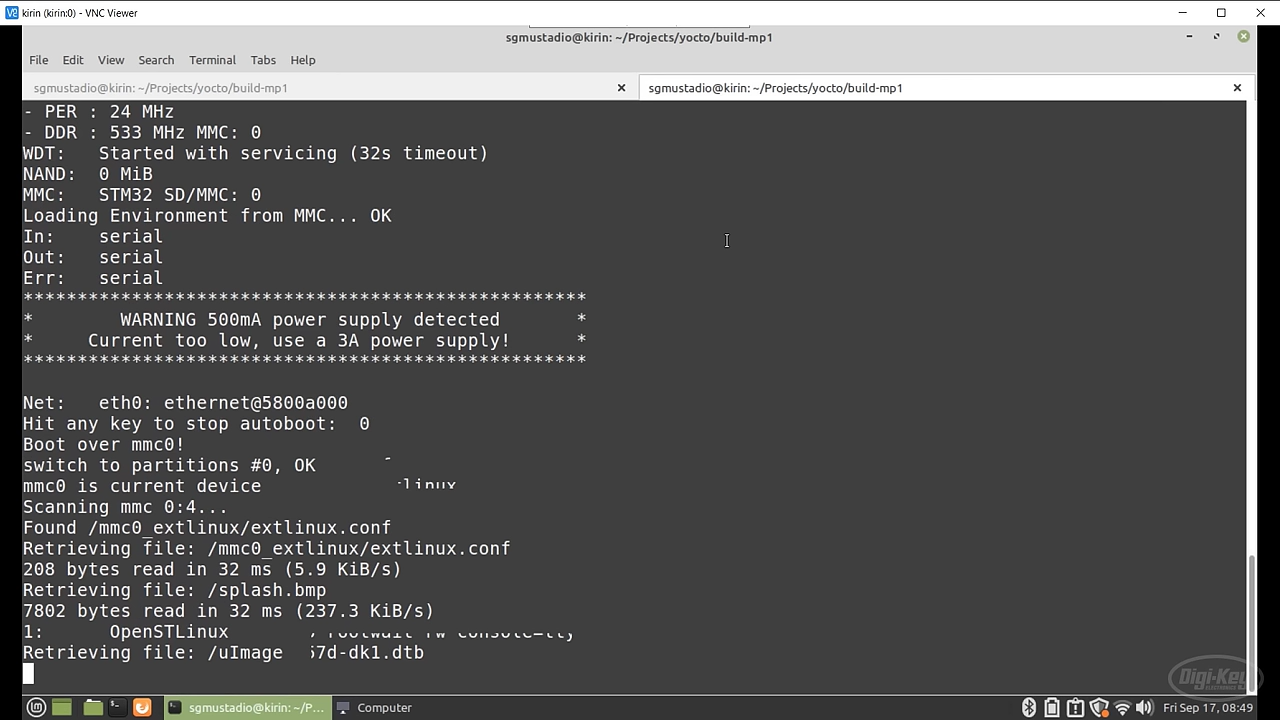 kirin (kirin:0) - VNC Viewer
sgmustadio@kirin: ~/Projects/yocto/build-mp1
File Edit View Search Terminal Tabs Help
sgmustadio@kirin: ~/Projects/yocto/build-mp1
sgmustadio@kirin: ~/Projects/yocto/build-mp1
- PER : 24 MHz
- DDR : 533 MHz MMC: 0
WDT:   Started with servicing (32s timeout)
NAND:  0 MiB
MMC:   STM32 SD/MMC: 0
Loading Environment from MMC... OK
In:    serial
Out:   serial
Err:   serial
****************************************************
*        WARNING 500mA power supply detected       *
*     Current too low, use a 3A power supply!      *
****************************************************
Net:   eth0: ethernet@5800a000
Hit any key to stop autoboot:  0
Boot over mmc0!
switch to partitions #0, OK
mmc0 is current device
Scanning mmc 0:4...
Found /mmc0_extlinux/extlinux.conf
Retrieving file: /mmc0_extlinux/extlinux.conf
208 bytes read in 32 ms (5.9 KiB/s)
Retrieving file: /splash.bmp
7802 bytes read in 32 ms (237.3 KiB/s)
1:      OpenSTLinux
Retrieving file: /uImage 57d-dk1.dtb
Digi-Key
ELECTRONICS
sgmustadio@kirin: ~/P...
Computer
Fri Sep 17, 08:49